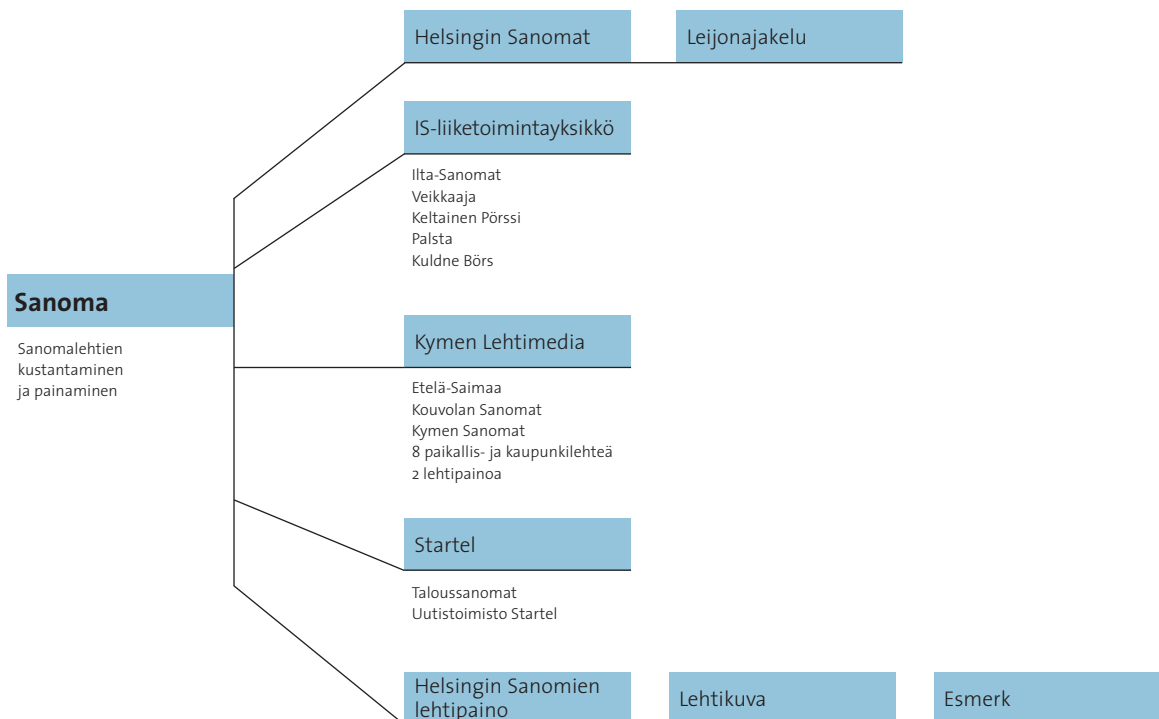 Helsingin Sanomat
Leijonajakelu
IS-liiketoimintayksikkö
Ilta-Sanomat
Veikkaaja
Keltainen Pörssi
Palsta
Kuldne Börs
Sanoma
Sanomalehtien
kustantaminen
ja painaminen
Kymen Lehtimedia
Etelä-Saimaa
Kouvolan Sanomat
Kymen Sanomat
8 paikallis- ja kaupunkilehteä
2 lehtipainoa
Startel
Taloussanomat
Uutistoimisto Startel
Helsingin Sanomien
lehtipaino
Lehtikuva
Esmerk